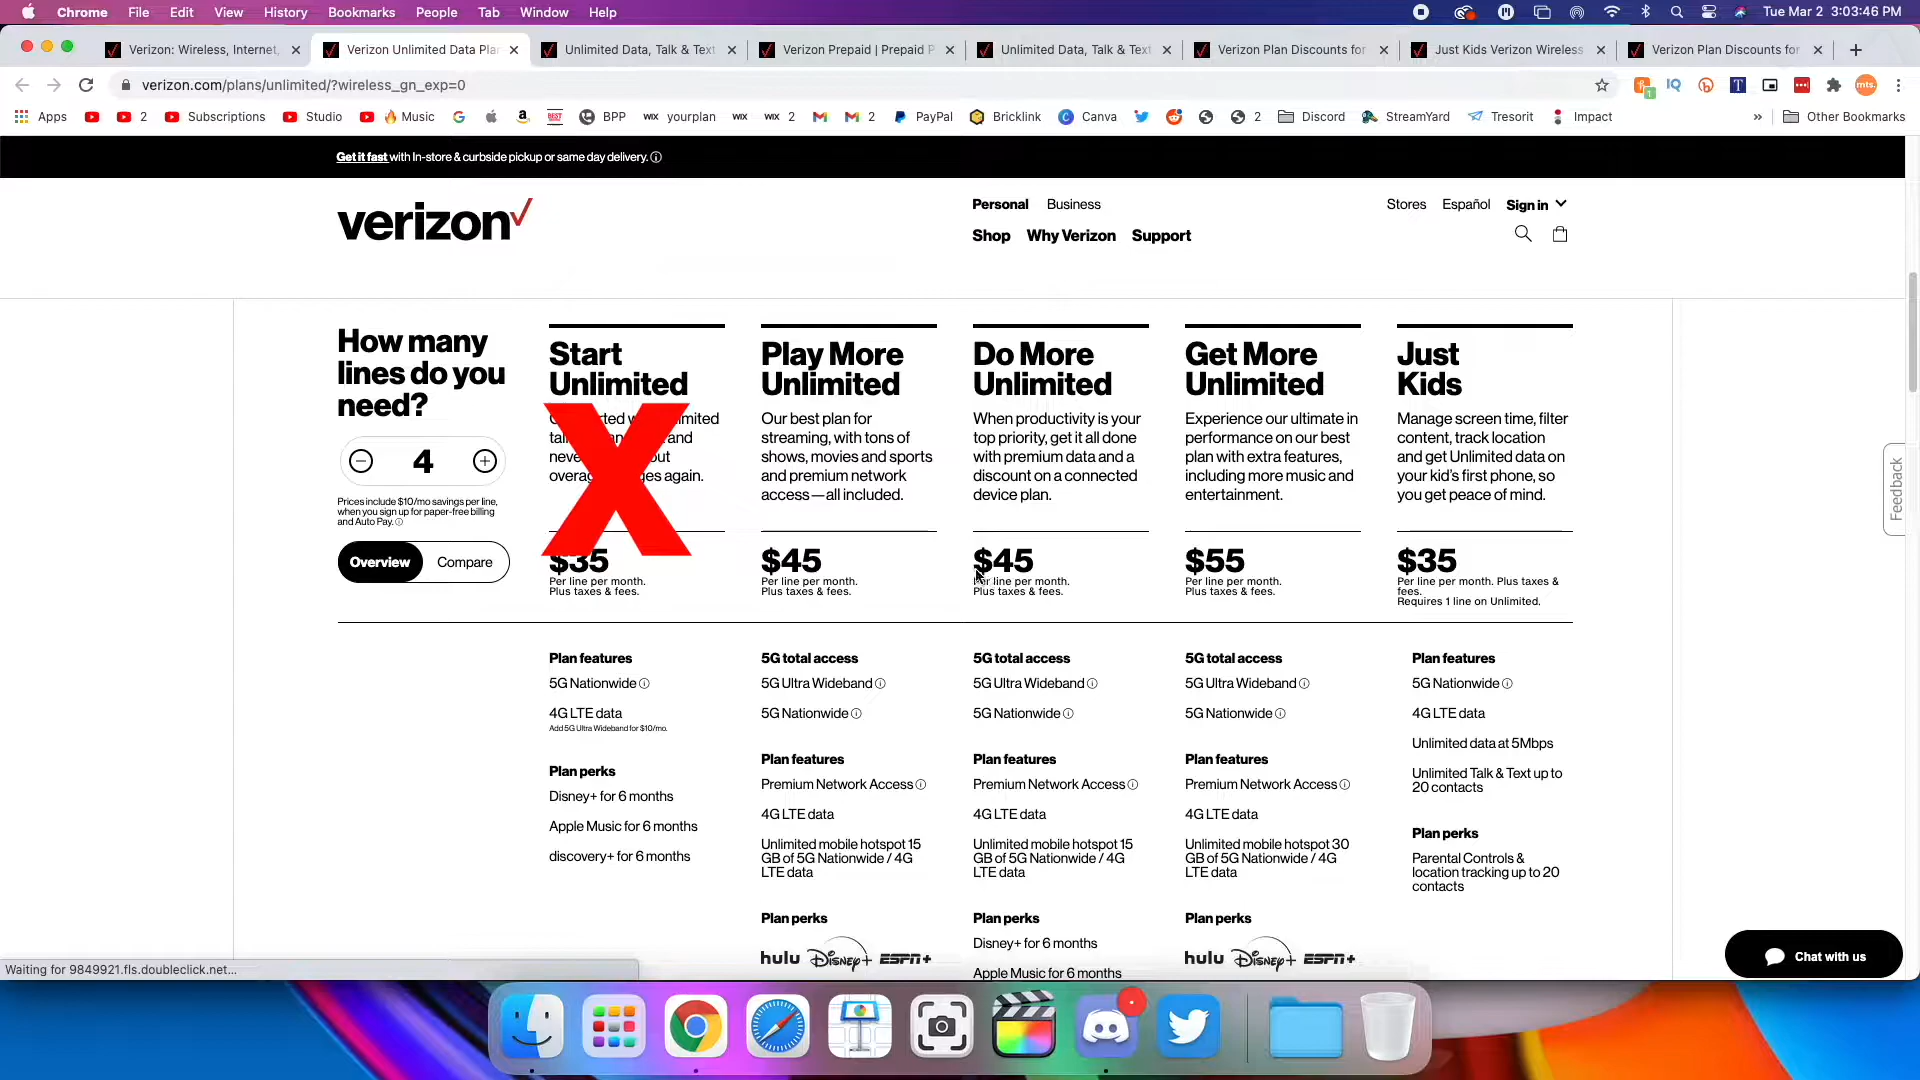 Chrome File Edit View History Bookmarks People Tab Window Help Tue Mar 2 3:03:46 PM
Verizon: Wireless, Internet, Verizon Unlimited Data Plan Unlimited Data, Talk & Text Verizon Prepaid | Prepaid P Unlimited Data, Talk & Text Verizon Plan Discounts for Just Kids Verizon Wireless Verizon Plan Discounts for
verizon.com/plans/unlimited/?wireless_gn_exp=0
Apps 2 Subscriptions Studio Music BPP WiX yourplan WiX WiX 2 2 PayPal Bricklink Canva 2 Discord StreamYard Tresorit Impact » Other Bookmarks
Get it fast with In-store & curbside pickup or same day delivery.
verizon
Personal Business
Stores Español Sign in
Shop Why Verizon Support
How many
lines do you
need?
4
Prices include $10/mo savings per line,
when you sign up for paper-free billing
and Auto Pay.
Overview Compare
Start
Unlimited
X
$35
Per line per month.
Plus taxes & fees.
Play More
Unlimited
Our best plan for
streaming, with tons of
shows, movies and sports
and premium network
access—all included.
$45
Per line per month.
Plus taxes & fees.
Do More
Unlimited
When productivity is your
top priority, get it all done
with premium data and a
discount on a connected
device plan.
$45
Per line per month.
Plus taxes & fees.
Get More
Unlimited
Experience our ultimate in
performance on our best
plan with extra features,
including more music and
entertainment.
$55
Per line per month.
Plus taxes & fees.
Just
Kids
Manage screen time, filter
content, track location
and get Unlimited data on
your kid's first phone, so
you get peace of mind.
$35
Per line per month. Plus taxes &
fees.
Requires 1 line on Unlimited.
Plan features
5G Nationwide
4G LTE data
Add 5G Ultra Wideband for $10/mo.
Plan perks
Disney+ for 6 months
Apple Music for 6 months
discovery+ for 6 months
5G total access
5G Ultra Wideband
5G Nationwide
Plan features
Premium Network Access
4G LTE data
Unlimited mobile hotspot 15
GB of 5G Nationwide / 4G
LTE data
Plan perks
hulu Disney+ ESPN+
5G total access
5G Ultra Wideband
5G Nationwide
Plan features
Premium Network Access
4G LTE data
Unlimited mobile hotspot 15
GB of 5G Nationwide / 4G
LTE data
Plan perks
Disney+ for 6 months
Apple Music for 6 months
5G total access
5G Ultra Wideband
5G Nationwide
Plan features
Premium Network Access
4G LTE data
Unlimited mobile hotspot 30
GB of 5G Nationwide / 4G
LTE data
Plan perks
hulu Disney+ ESPN+
Plan features
5G Nationwide
4G LTE data
Unlimited data at 5Mbps
Unlimited Talk & Text up to
20 contacts
Plan perks
Parental Controls &
location tracking up to 20
contacts
Feedback
Chat with us
Waiting for 9849921.fls.doubleclick.net...